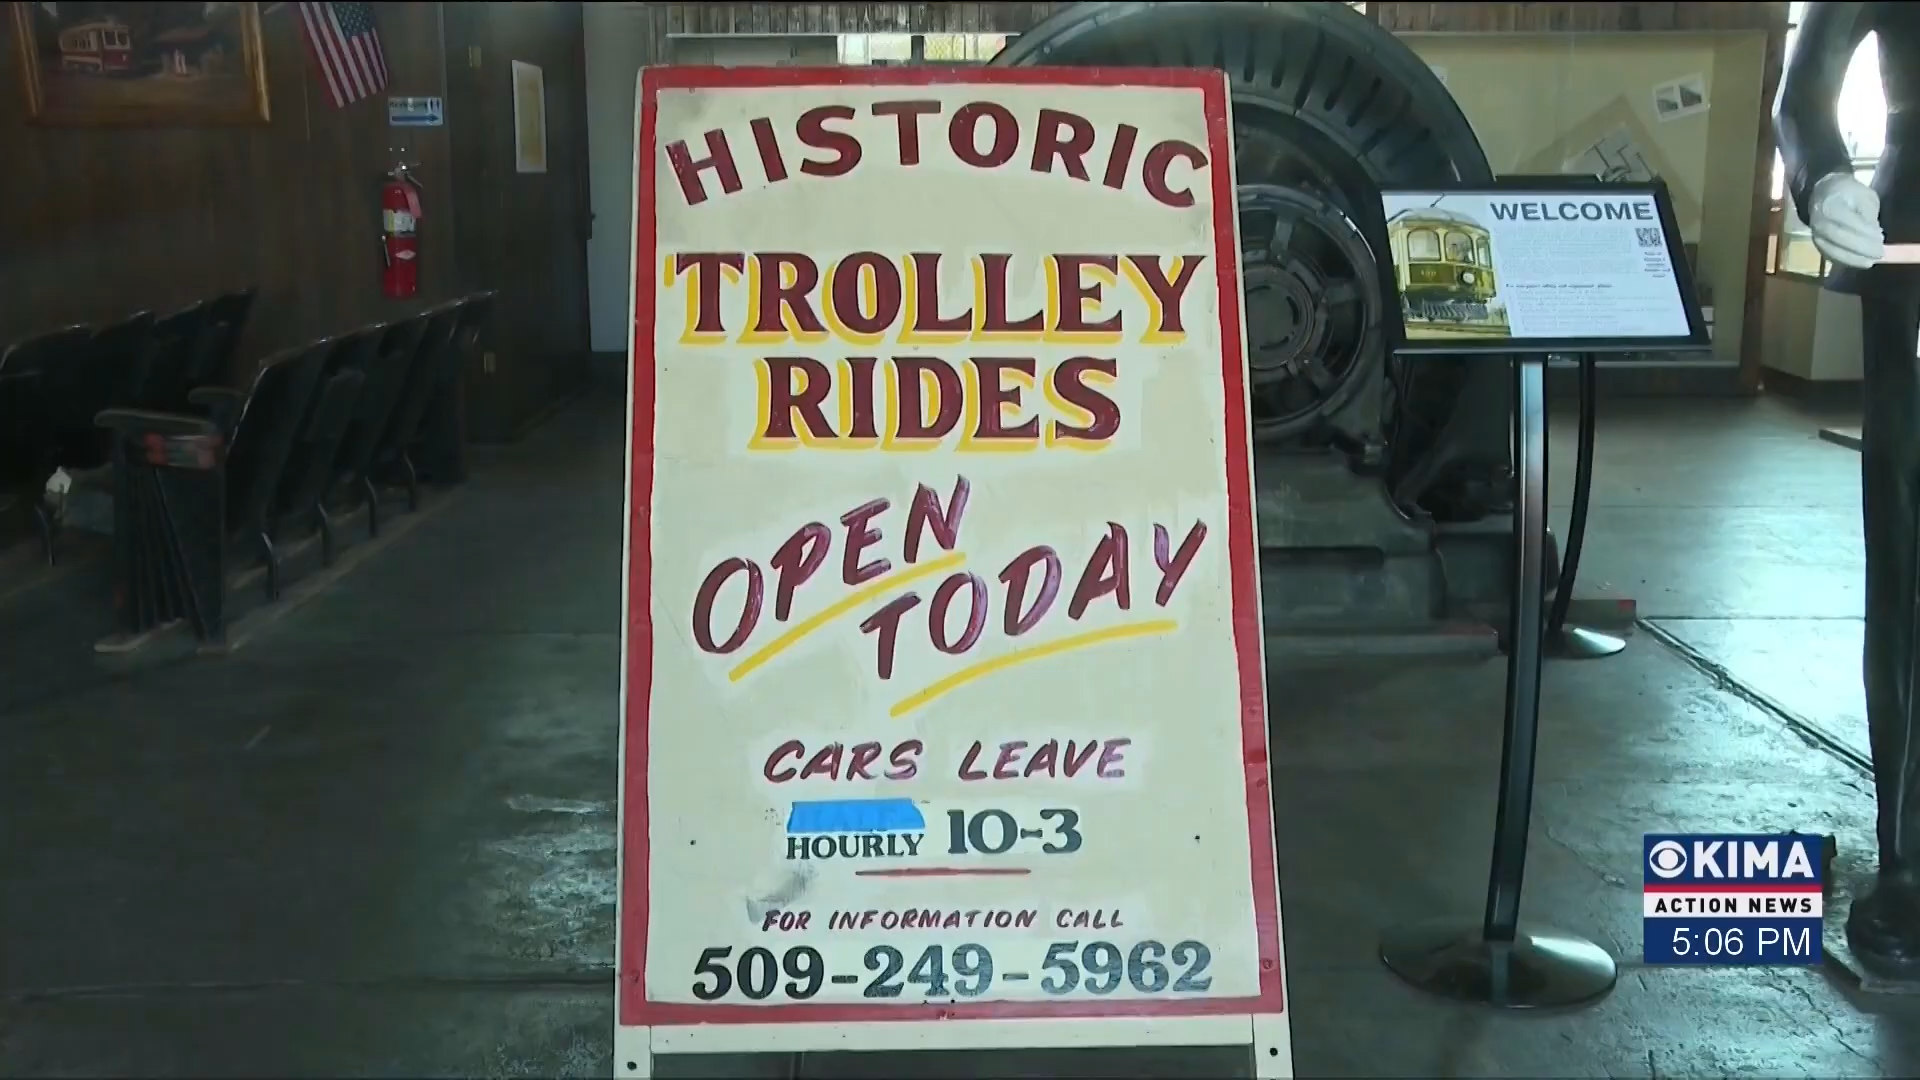 HISTORIC
TROLLEY
RIDES
OPEN
TODAY
CARS LEAVE
HOURLY 10-3
FOR INFORMATION CALL
509-249-5962
WELCOME
KIMA
ACTION NEWS
5:06 PM